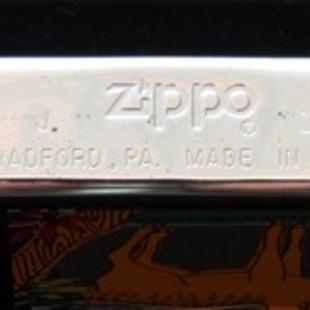 J. Zippo ®
RADFORD, PA. MADE IN